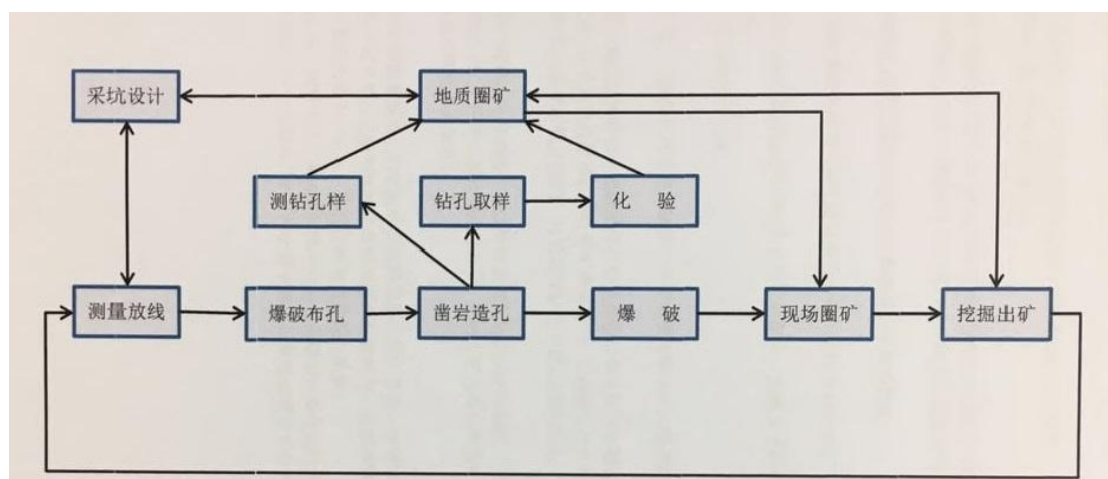 采坑设计
地质圈矿
测钻孔样
钻孔取样
化 验
测量放线
爆破布孔
凿岩造孔
爆 破
现场圈矿
挖掘出矿